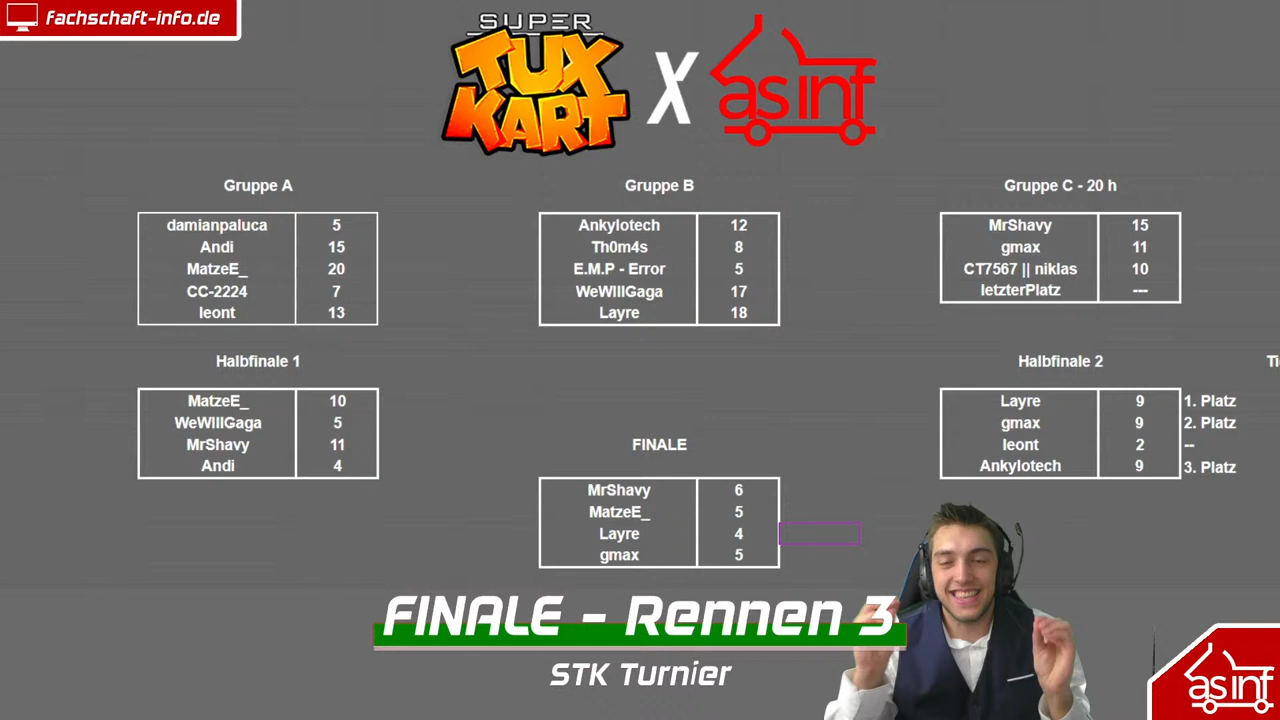 fachschaft-info.de
SUPER
TUX
KART
X
as inf
Gruppe A
damianpaluca 5
Andi 15
MatzeE_ 20
CC-2224 7
leont 13
Gruppe B
Ankylotech 12
Th0m4s 8
E.M.P - Error 5
WeWIllGaga 17
Layre 18
Gruppe C - 20 h
MrShavy 15
gmax 11
CT7567 || niklas 10
letzterPlatz ---
Halbfinale 1
MatzeE_ 10
WeWIllGaga 5
MrShavy 11
Andi 4
Halbfinale 2
Layre 9 1. Platz
gmax 9 2. Platz
leont 2 --
Ankylotech 9 3. Platz
FINALE
MrShavy 6
MatzeE_ 5
Layre 4
gmax 5
FINALE - Rennen 3
STK Turnier
as inf